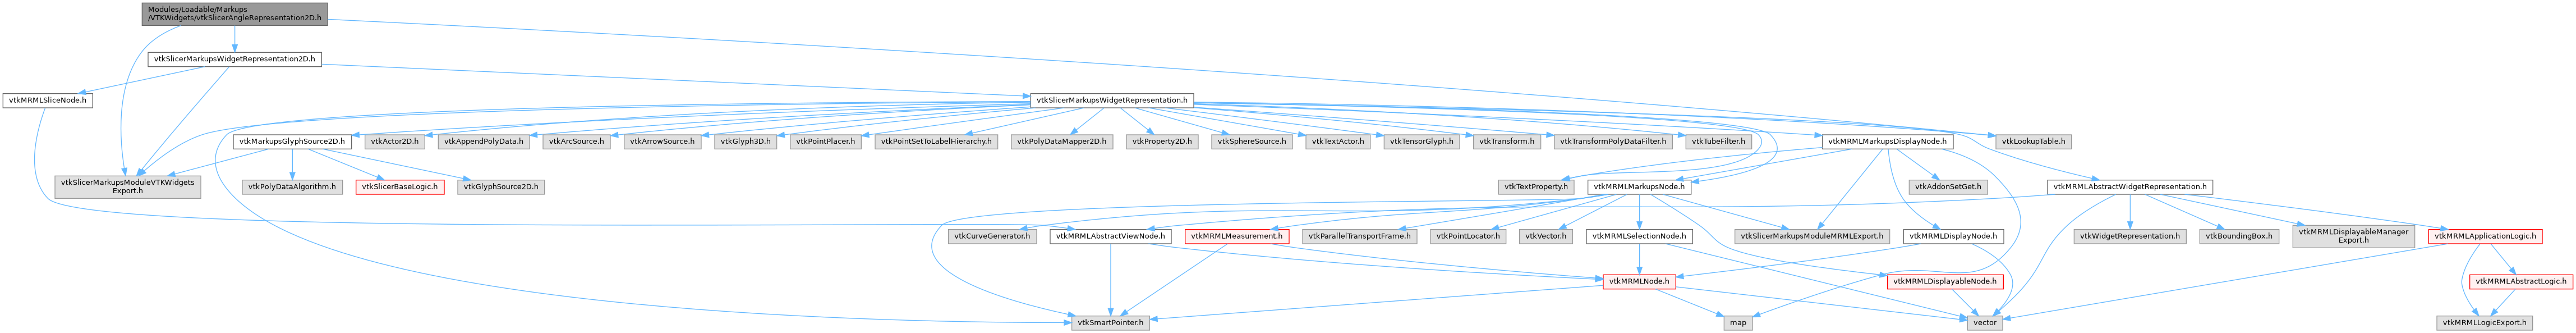 Modules/Loadable/Markups
/VTKWidgets/vtkSlicerAngleRepresentation2D.h
vtkSlicerMarkupsWidgetRepresentation2D.h
vtkMRMLSliceNode.h
vtkSlicerMarkupsWidgetRepresentation.h
vtkMarkupsGlyphSource2D.h
vtkActor2D.h
vtkAppendPolyData.h
vtkArcSource.h
vtkArrowSource.h
vtkGlyph3D.h
vtkPointPlacer.h
vtkPointSetToLabelHierarchy.h
vtkPolyDataMapper2D.h
vtkProperty2D.h
vtkSphereSource.h
vtkTextActor.h
vtkTensorGlyph.h
vtkTransform.h
vtkTransformPolyDataFilter.h
vtkTubeFilter.h
vtkMRMLMarkupsDisplayNode.h
vtkLookupTable.h
vtkSlicerMarkupsModuleVTKWidgets
Export.h
vtkPolyDataAlgorithm.h
vtkSlicerBaseLogic.h
vtkGlyphSource2D.h
vtkTextProperty.h
vtkMRMLMarkupsNode.h
vtkAddonSetGet.h
vtkMRMLAbstractWidgetRepresentation.h
vtkCurveGenerator.h
vtkMRMLAbstractViewNode.h
vtkMRMLMeasurement.h
vtkParallelTransportFrame.h
vtkPointLocator.h
vtkVector.h
vtkMRMLSelectionNode.h
vtkSlicerMarkupsModuleMRMLExport.h
vtkMRMLDisplayNode.h
vtkWidgetRepresentation.h
vtkBoundingBox.h
vtkMRMLDisplayableManager
Export.h
vtkMRMLApplicationLogic.h
vtkMRMLNode.h
vtkMRMLDisplayableNode.h
vtkMRMLAbstractLogic.h
vtkSmartPointer.h
map
vector
vtkMRMLLogicExport.h